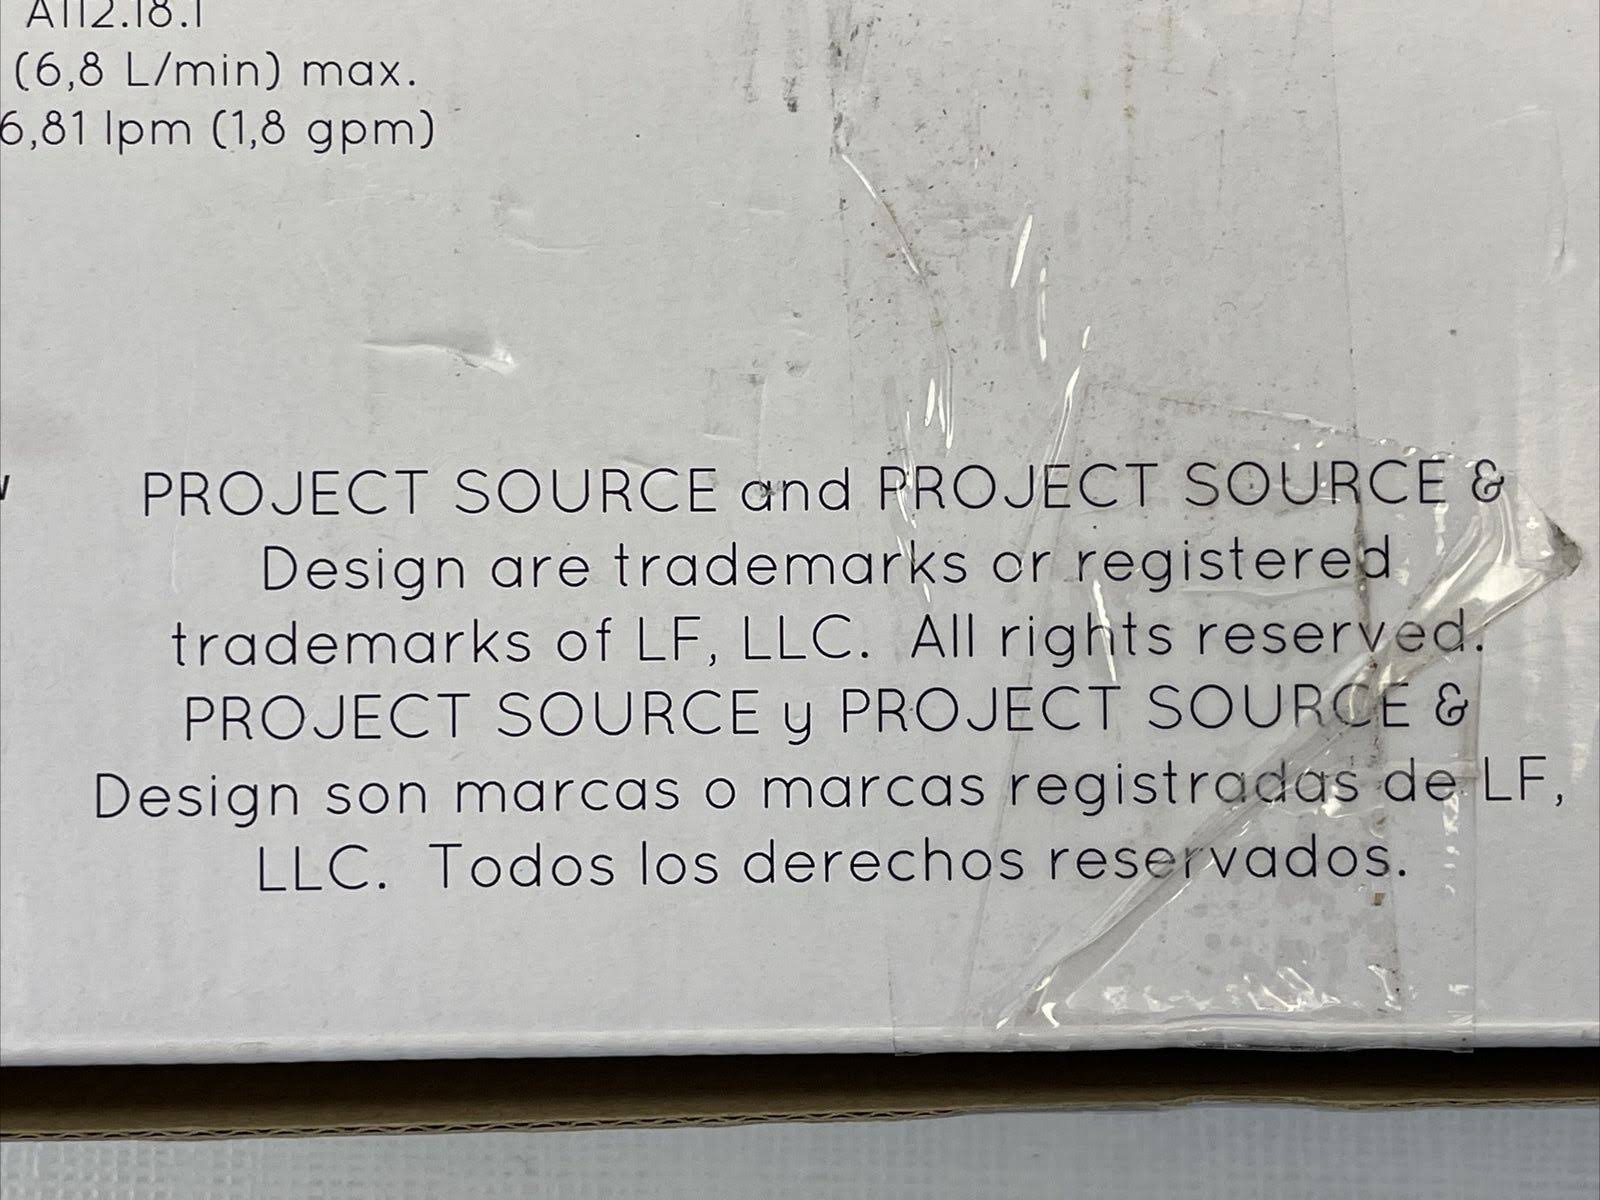 A112.18.1
(6,8 L/min) max.
6,81 lpm (1,8 gpm)
PROJECT SOURCE and PROJECT SOURCE &
Design are trademarks or registered
trademarks of LF, LLC. All rights reserved.
PROJECT SOURCE y PROJECT SOURCE &
Design son marcas o marcas registradas de LF,
LLC. Todos los derechos reservados.